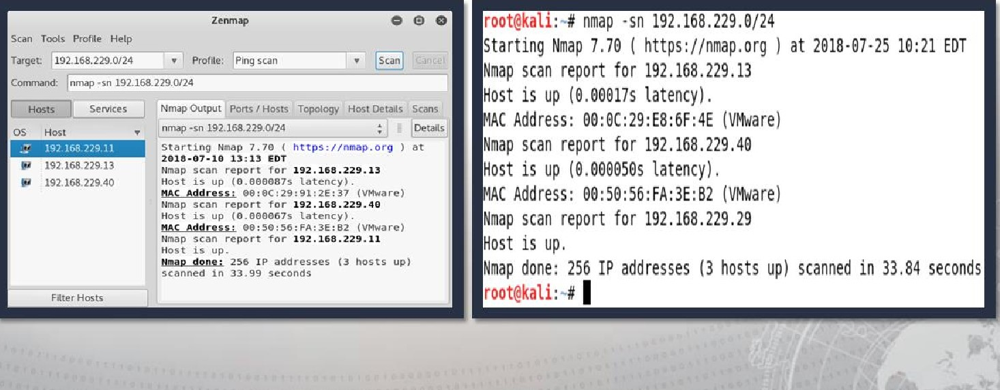 Zenmap
Scan Tools Profile Help
Target: 192.168.229.0/24 Profile: Ping scan Scan Cancel
Command: nmap -sn 192.168.229.0/24
Hosts Services
OS Host
192.168.229.11
192.168.229.13
192.168.229.40
Filter Hosts
Nmap Output Ports / Hosts Topology Host Details Scans
nmap -sn 192.168.229.0/24 Details
Starting Nmap 7.70 ( https://nmap.org ) at
2018-07-10 13:13 EDT
Nmap scan report for 192.168.229.13
Host is up (0.000087s latency).
MAC Address: 00:0C:29:91:2E:37 (VMware)
Nmap scan report for 192.168.229.40
Host is up (0.000067s latency).
MAC Address: 00:50:56:FA:3E:B2 (VMware)
Nmap scan report for 192.168.229.11
Host is up.
Nmap done: 256 IP addresses (3 hosts up)
scanned in 33.99 seconds
root@kali:~# nmap -sn 192.168.229.0/24
Starting Nmap 7.70 ( https://nmap.org ) at 2018-07-25 10:21 EDT
Nmap scan report for 192.168.229.13
Host is up (0.00017s latency).
MAC Address: 00:0C:29:E8:6F:4E (VMware)
Nmap scan report for 192.168.229.40
Host is up (0.000050s latency).
MAC Address: 00:50:56:FA:3E:B2 (VMware)
Nmap scan report for 192.168.229.29
Host is up.
Nmap done: 256 IP addresses (3 hosts up) scanned in 33.84 seconds
root@kali:~#